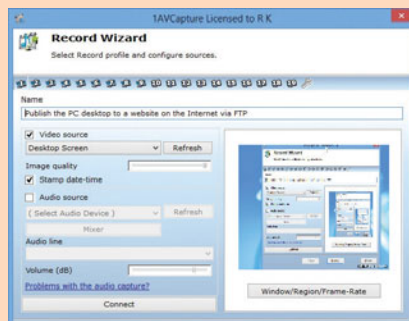 1AVCapture Licensed to R K
Record Wizard
Select Record profile and configure sources.
Name
Publish the PC desktop to a website on the Internet via FTP
Video source
Desktop Screen
Refresh
Image quality
Stamp date-time
Audio source
( Select Audio Device )
Refresh
Mixer
Audio line
Volume (dB)
Problems with the audio capture?
Connect
Window/Region/Frame-Rate